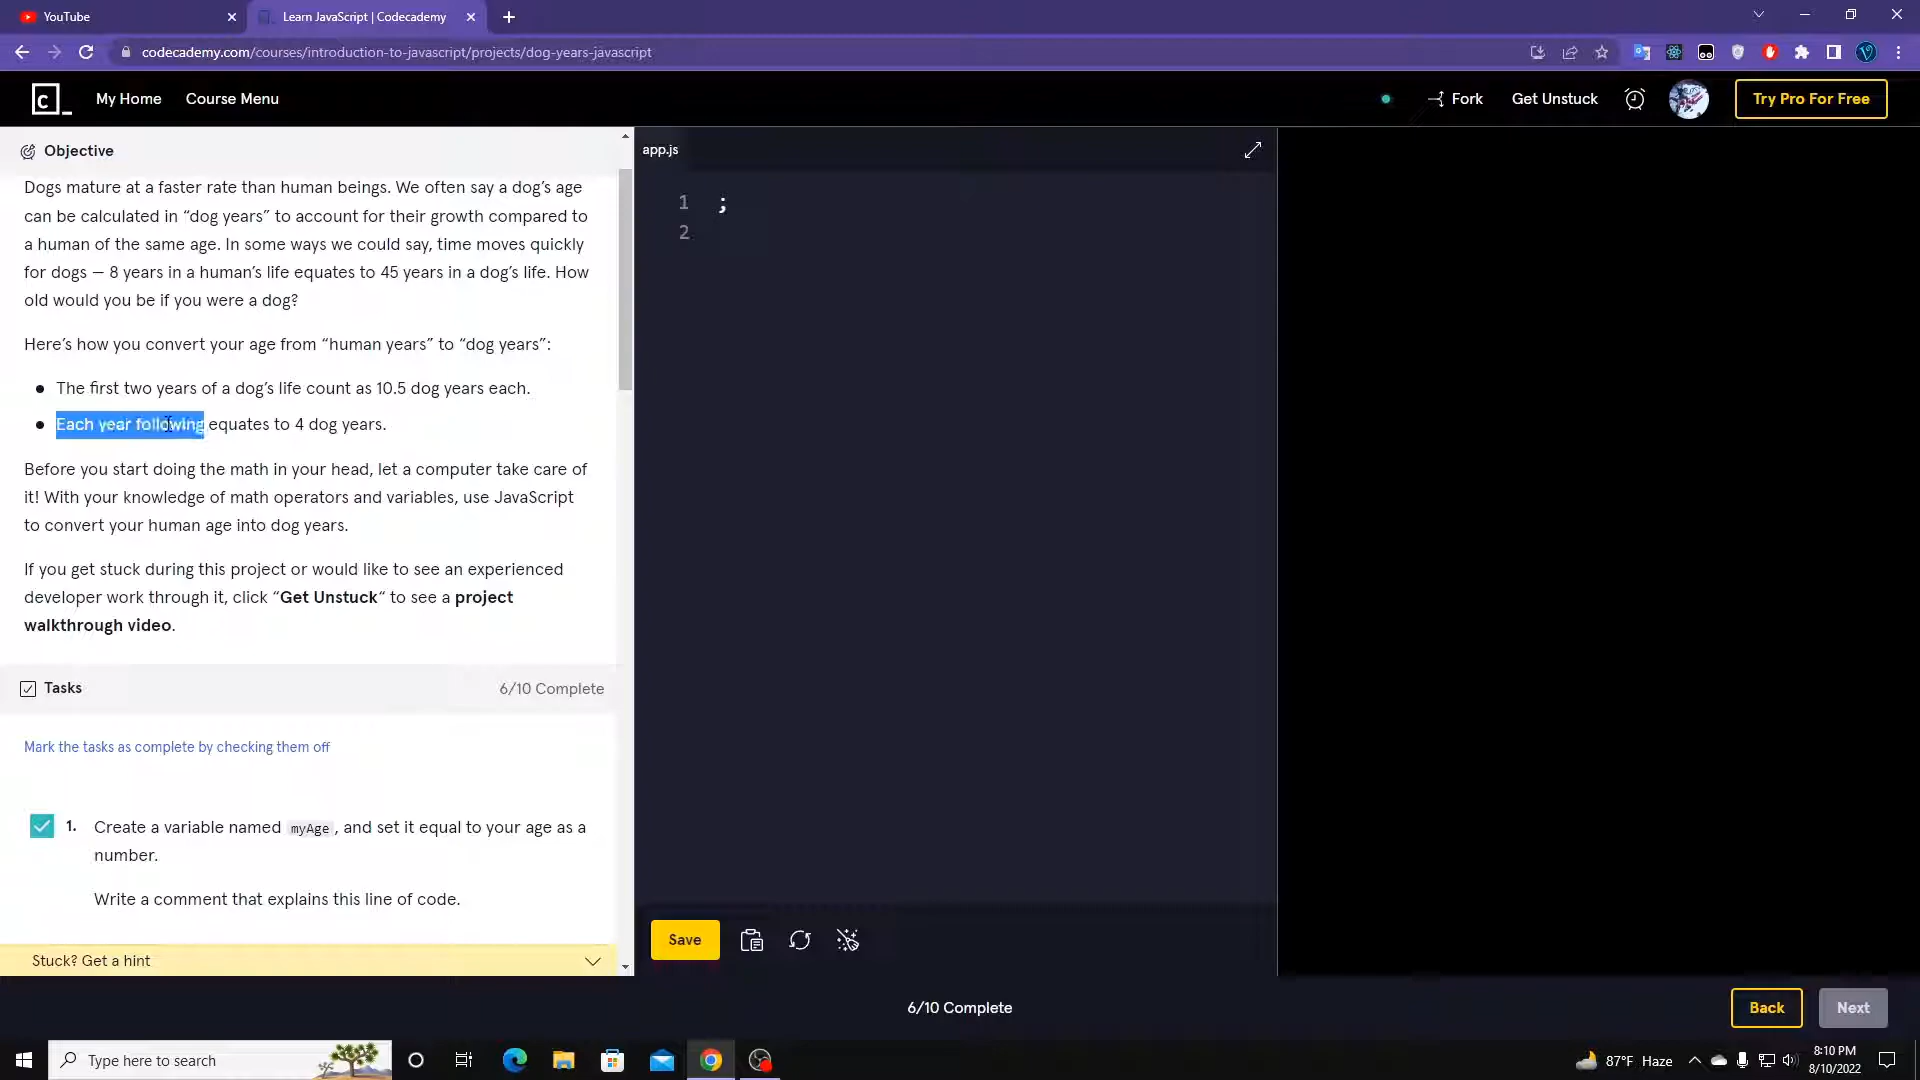 YouTube
Learn JavaScript | Codecademy
codecademy.com/courses/introduction-to-javascript/projects/dog-years-javascript
c_
My Home
Course Menu
Fork
Get Unstuck
Try Pro For Free
Objective
Dogs mature at a faster rate than human beings. We often say a dog’s age
can be calculated in “dog years” to account for their growth compared to
a human of the same age. In some ways we could say, time moves quickly
for dogs — 8 years in a human’s life equates to 45 years in a dog’s life. How
old would you be if you were a dog?
Here’s how you convert your age from “human years” to “dog years”:
The first two years of a dog’s life count as 10.5 dog years each.
Each year following equates to 4 dog years.
Before you start doing the math in your head, let a computer take care of
it! With your knowledge of math operators and variables, use JavaScript
to convert your human age into dog years.
If you get stuck during this project or would like to see an experienced
developer work through it, click “Get Unstuck“ to see a project
walkthrough video.
Tasks
6/10 Complete
Mark the tasks as complete by checking them off
1. Create a variable named myAge, and set it equal to your age as a
number.
Write a comment that explains this line of code.
Stuck? Get a hint
app.js
1 ;
2
Save
6/10 Complete
Back
Next
Type here to search
87°F Haze
8:10 PM
8/10/2022